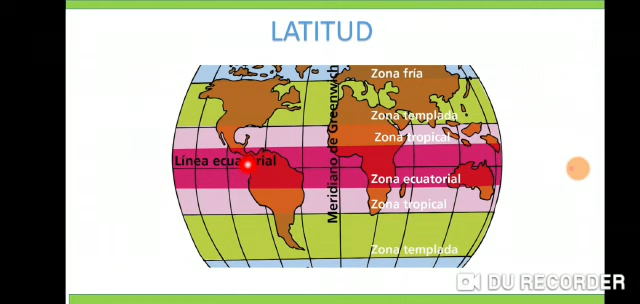 LATITUD
Zona fría
Meridiano de Greenwich
Zona templada
Zona tropical
Línea ecuatorial
Zona ecuatorial
Zona tropical
Zona templada
DU RECORDER